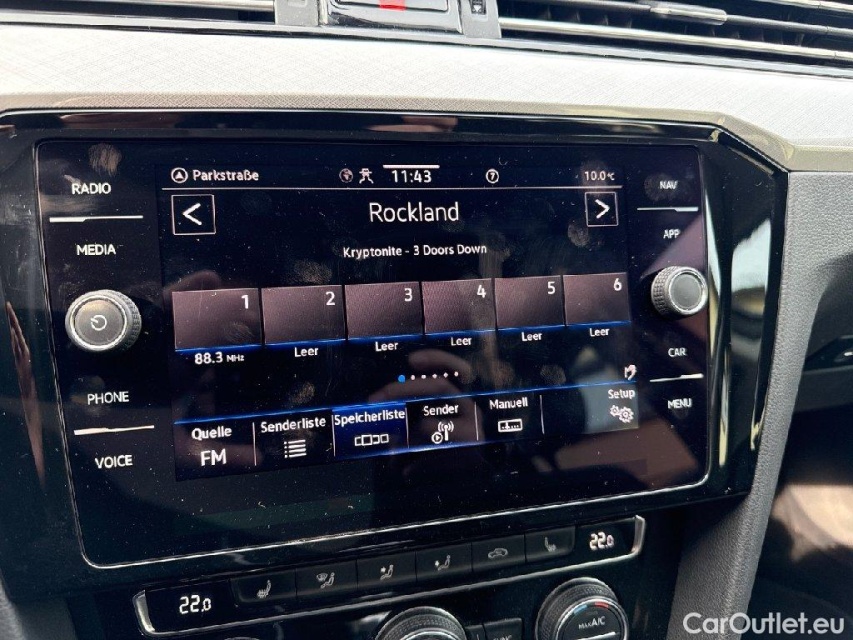 RADIO
MEDIA
PHONE
VOICE
NAV
APP
CAR
MENU
Parkstraße 11:43 ? 10.0°C
< Rockland >
Kryptonite - 3 Doors Down
1 2 3 4 5 6
88.3 MHz Leer Leer Leer Leer Leer
Quelle Senderliste Speicherliste Sender Manuell Setup
FM
22.0 22.0
MAX A/C
CarOutlet.eu